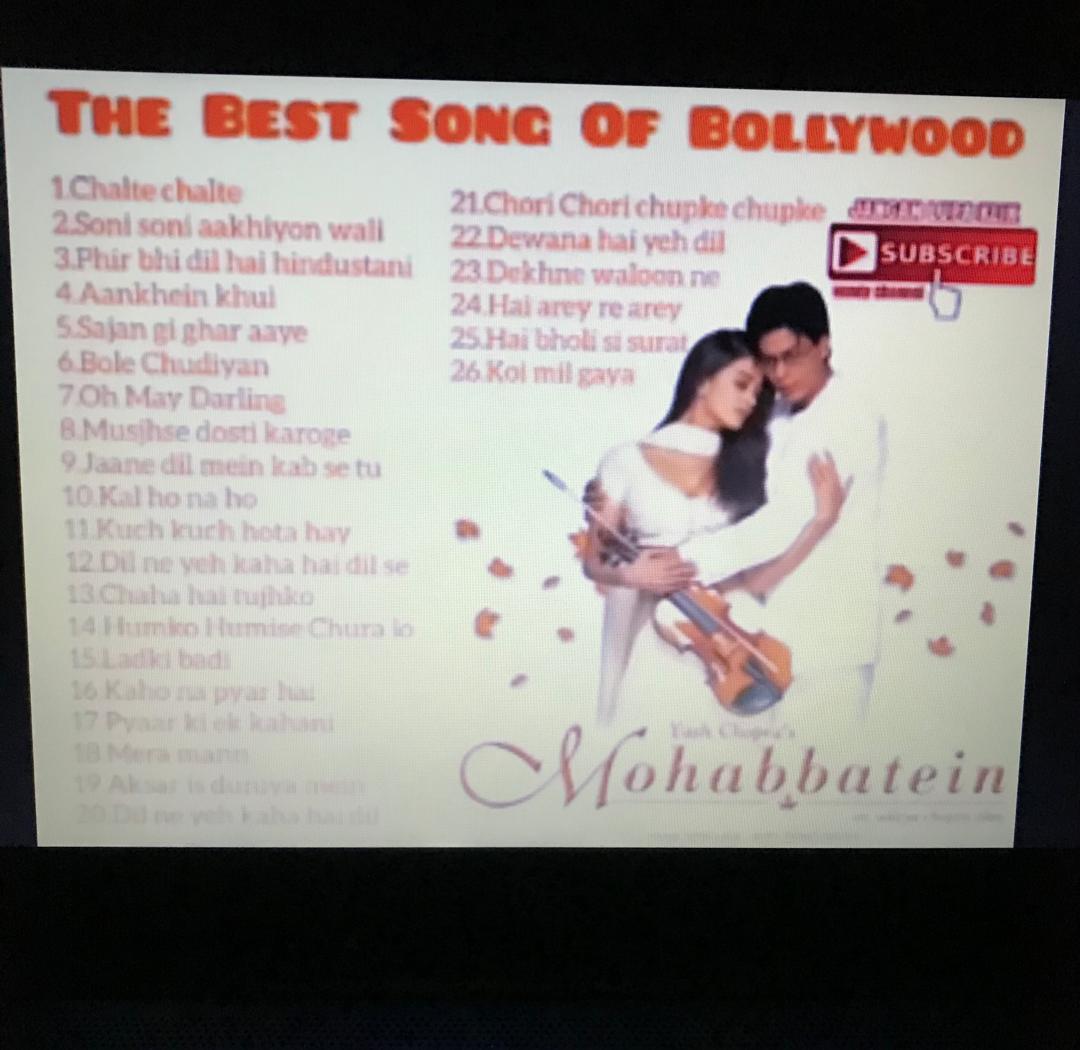 THE BEST SONG OF BOLLYWOOD
1.Chalte chalte
2.Soni soni aakhiyon wali
3.Phir bhi dil hai hindustani
4.Aankhein khul
5.Sajan gi ghar aaye
6.Bole Chudiyan
7.Oh May Darling
8.Musjhse dosti karoge
9.Jaane dil mein kab se tu
10.Kal ho na ho
11.Kuch kuch hota hay
12.Dil ne yeh kaha hai dil se
13.Chaha hai tujhko
14.Humko Humise Chura lo
15.Ladki badi
16.Kaho na pyar hai
17.Pyaar ki ek kahani
18.Mera mann
19.Aksar is duniya mein
20.Dil ne yeh kaha hai dil
21.Chori Chori chupke chupke
22.Dewana hai yeh dil
23.Dekhne waloon ne
24.Hai arey re arey
25.Hai bholi si surat
26.Koi mil gaya
JANGAN LUPA KLIK
SUBSCRIBE
Yash Chopra's
Mohabbatein